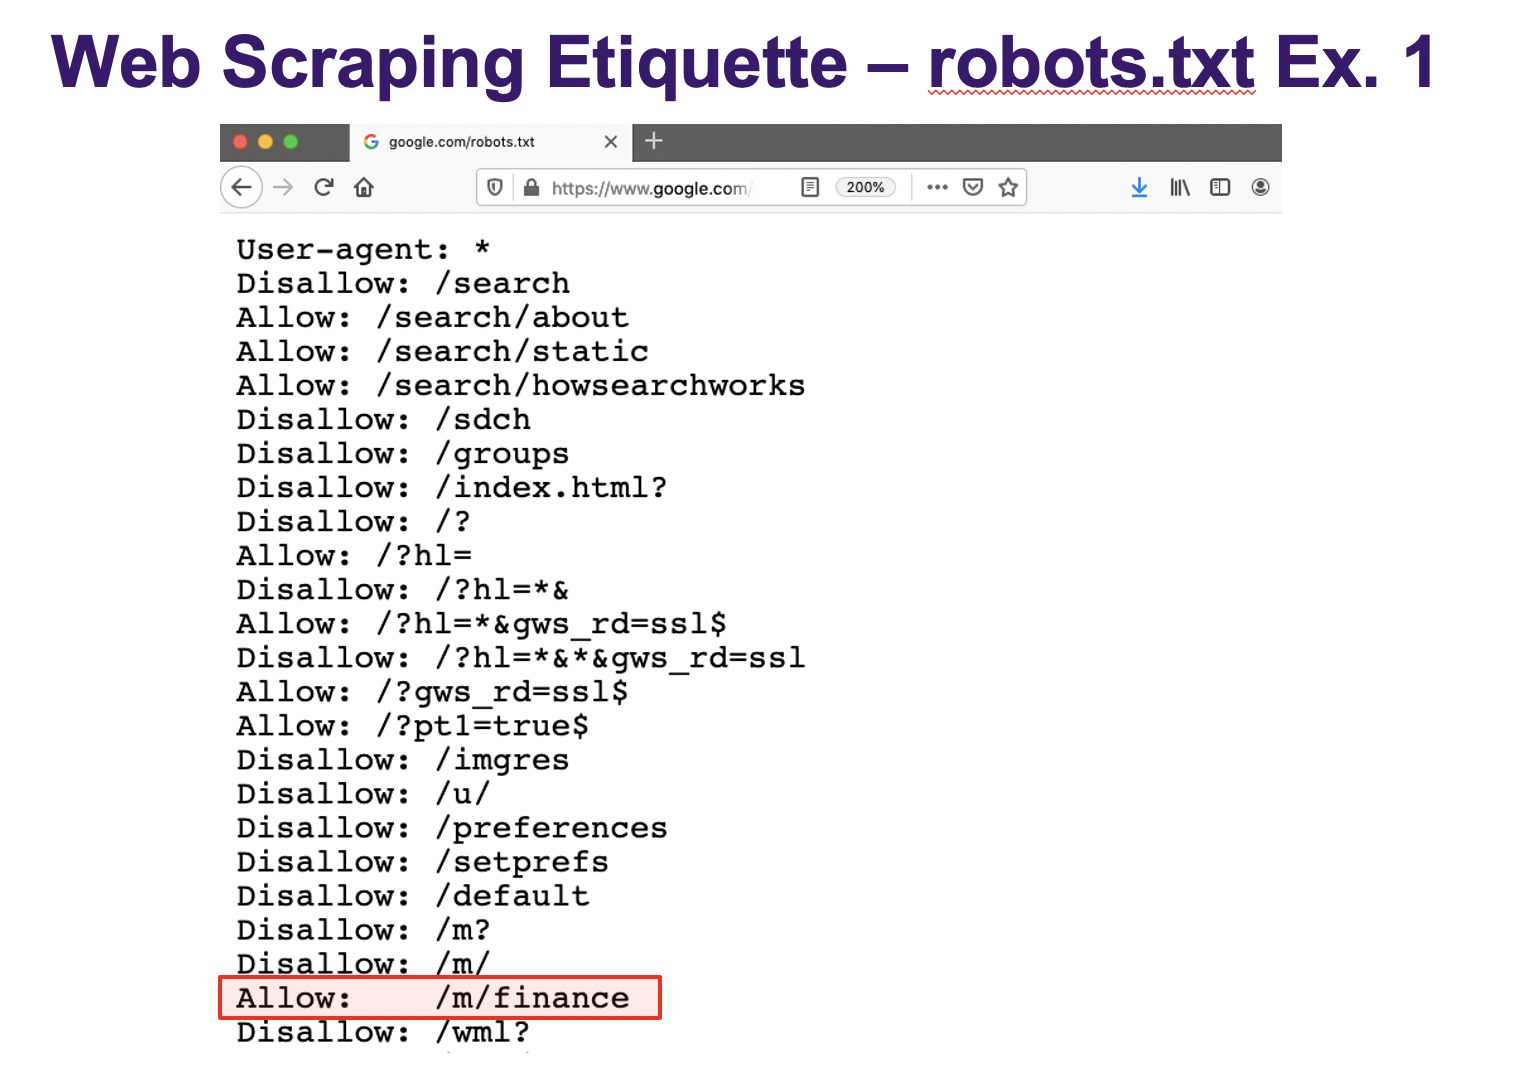 Web Scraping Etiquette – robots.txt Ex. 1
google.com/robots.txt
https://www.google.com/
200%
User-agent: *
Disallow: /search
Allow: /search/about
Allow: /search/static
Allow: /search/howsearchworks
Disallow: /sdch
Disallow: /groups
Disallow: /index.html?
Disallow: /?
Allow: /?hl=
Disallow: /?hl=*&
Allow: /?hl=*&gws_rd=ssl$
Disallow: /?hl=*&*&gws_rd=ssl
Allow: /?gws_rd=ssl$
Allow: /?pt1=true$
Disallow: /imgres
Disallow: /u/
Disallow: /preferences
Disallow: /setprefs
Disallow: /default
Disallow: /m?
Disallow: /m/
Allow:    /m/finance
Disallow: /wml?